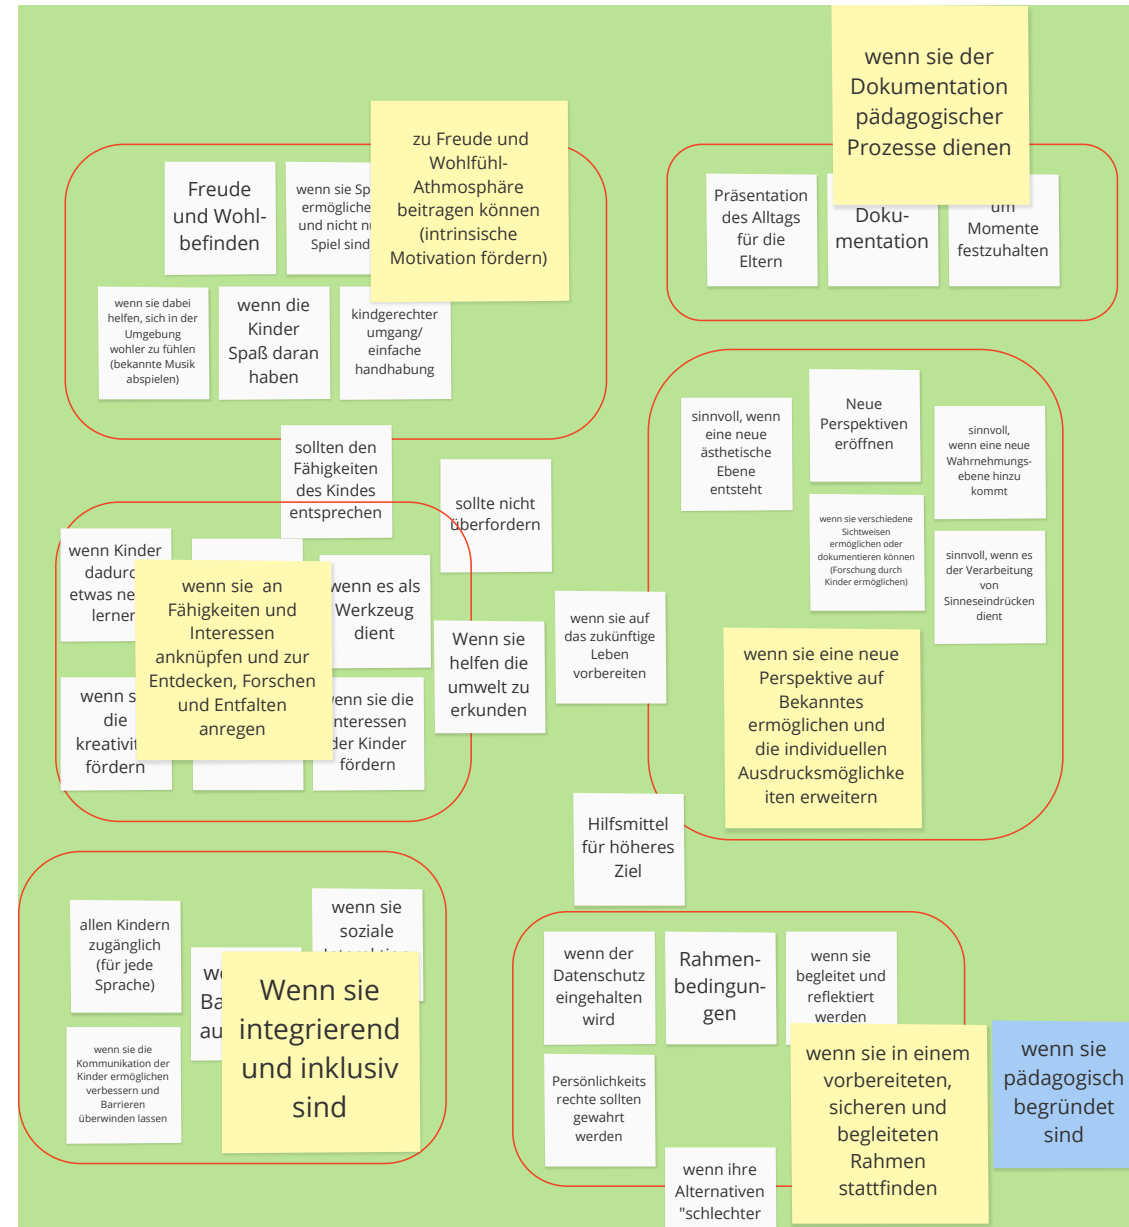 wenn sie der
Dokumentation
pädagogischer
Prozesse dienen
zu Freude und
Wohlfühl-
Athmosphäre
beitragen können
(intrinsische
Motivation fördern)
Freude
und Wohl-
befinden
wenn sie
ermögliche
und nicht
Spiel sind
wenn sie dabei
helfen, sich in der
Umgebung
wohler zu fühlen
(bekannte Musik
abspielen)
wenn die
Kinder
Spaß daran
haben
kindgerechter
umgang/
einfache
handhabung
Präsentation
des Alltags
für die
Eltern
Doku-
mentation
um
Momente
festzuhalten
sinnvoll, wenn
eine neue
ästhetische
Ebene
entsteht
Neue
Perspektiven
eröffnen
sinnvoll,
wenn eine neue
Wahrnehmungs-
ebene hinzu
kommt
wenn sie verschiedene
Sichtweisen
ermöglichen oder
dokumentieren können
(Forschung durch
Kinder ermöglichen)
sinnvoll, wenn es
der Verarbeitung
von
Sinneseindrücken
dient
wenn sie eine neue
Perspektive auf
Bekanntes
ermöglichen und
die individuellen
Ausdrucksmöglichke
iten erweitern
sollten den
Fähigkeiten
des Kindes
entsprechen
sollte nicht
überfordern
wenn Kinder
dadurc
etwas ne
lernen
wenn sie an
Fähigkeiten und
Interessen
anknüpfen und zur
Entdecken, Forschen
und Entfalten
anregen
wenn es als
Werkzeug
dient
Wenn sie
helfen die
umwelt zu
erkunden
wenn sie auf
das zukünftige
Leben
vorbereiten
wenn s
die
kreativit
fördern
wenn sie die
Interessen
der Kinder
fördern
Hilfsmittel
für höheres
Ziel
allen Kindern
zugänglich
(für jede
Sprache)
wenn sie
soziale
we
Ba
au
Wenn sie
integrierend
und inklusiv
sind
wenn sie die
Kommunikation der
Kinder ermöglichen
verbessern und
Barrieren
überwinden lassen
wenn der
Datenschutz
eingehalten
wird
Rahmen-
bedingun-
gen
wenn sie
begleitet und
reflektiert
werden
Persönlichkeits
rechte sollten
gewahrt
werden
wenn sie in einem
vorbereiteten,
sicheren und
begleiteten
Rahmen
stattfinden
wenn sie
pädagogisch
begründet
sind
wenn ihre
Alternativen
"schlechter